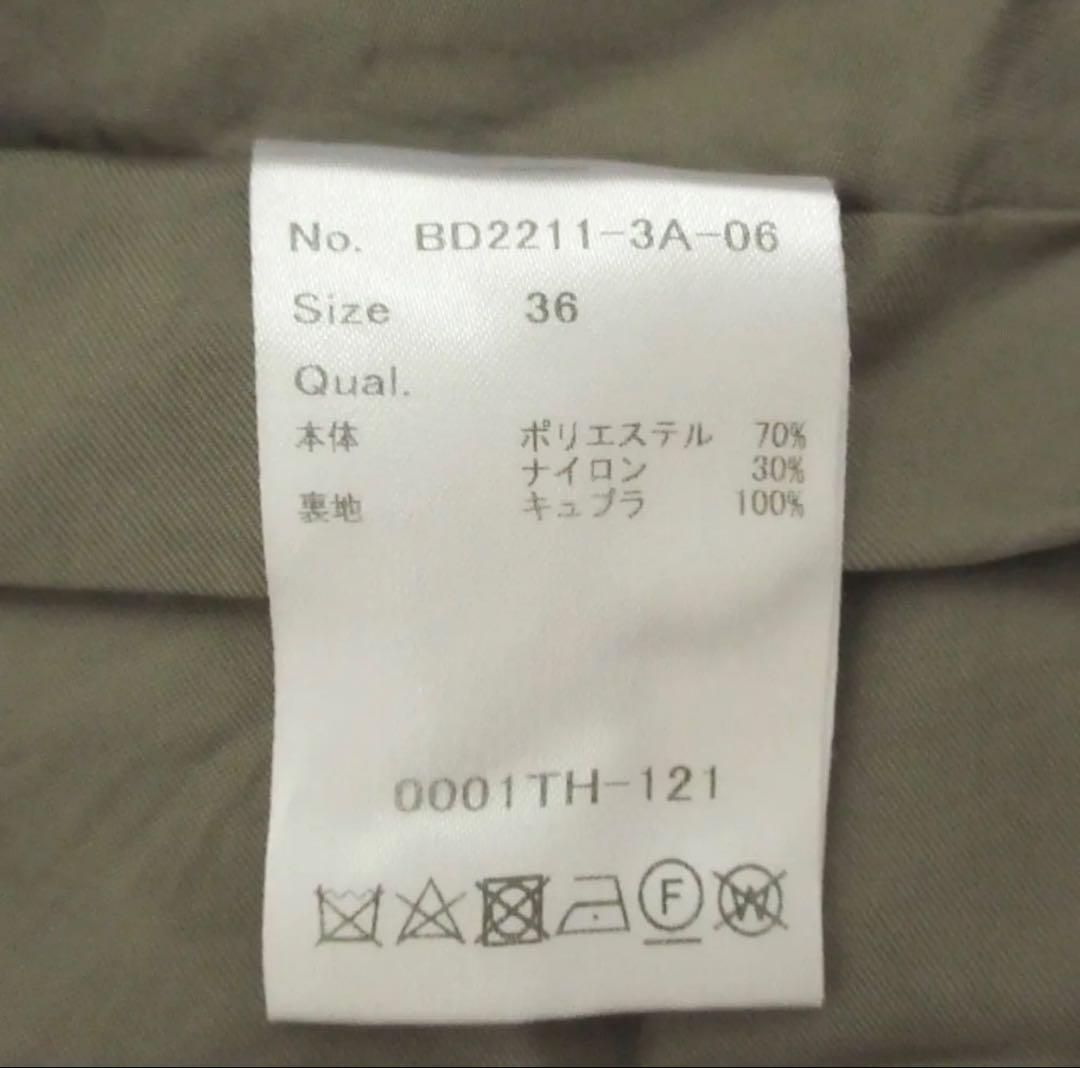 No. BD2211-3A-06
Size 36
Qual.
本体 ポリエステル 70%
ナイロン 30%
裏地 キュプラ 100%
0001TH-121
F W